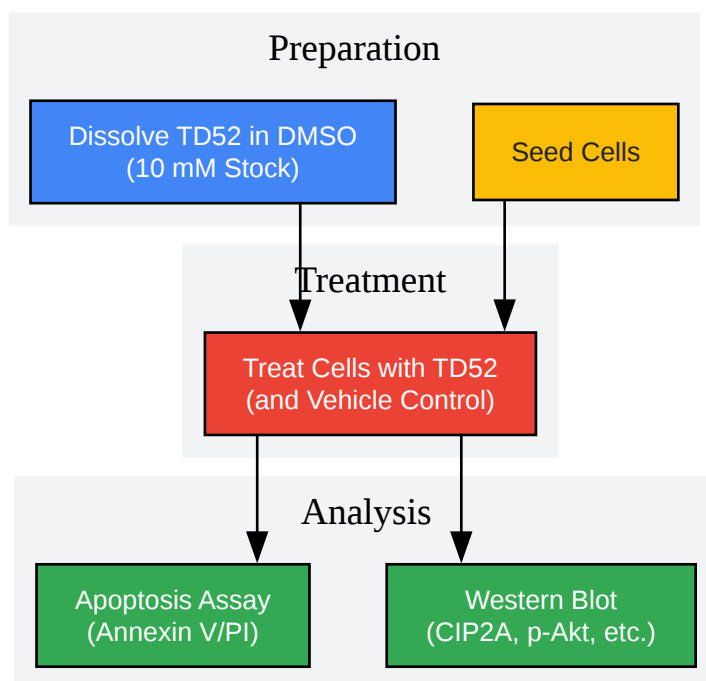 Preparation
Dissolve TD52 in DMSO
(10 mM Stock)
Seed Cells
Treatment
Treat Cells with TD52
(and Vehicle Control)
Analysis
Apoptosis Assay
(Annexin V/PI)
Western Blot
(CIP2A, p-Akt, etc.)